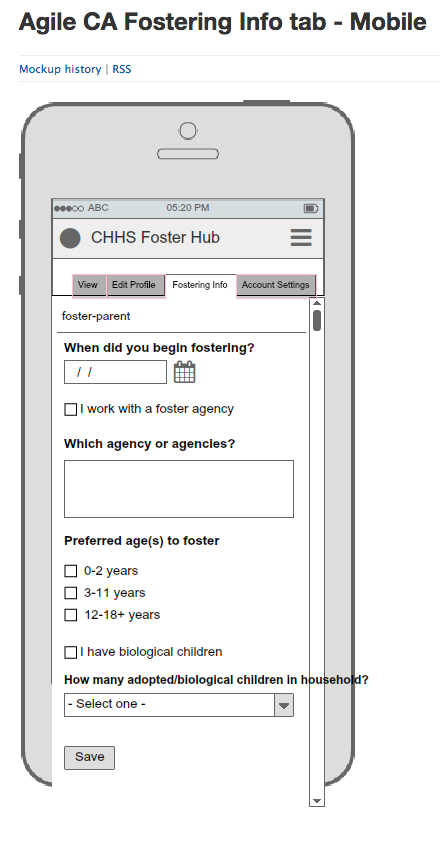 Agile CA Fostering Info tab - Mobile
Mockup history | RSS
ABC 05:20 PM
CHHS Foster Hub
View Edit Profile Fostering Info Account Settings
foster-parent
When did you begin fostering?
/ /
I work with a foster agency
Which agency or agencies?
Preferred age(s) to foster
0-2 years
3-11 years
12-18+ years
I have biological children
How many adopted/biological children in household?
- Select one -
Save